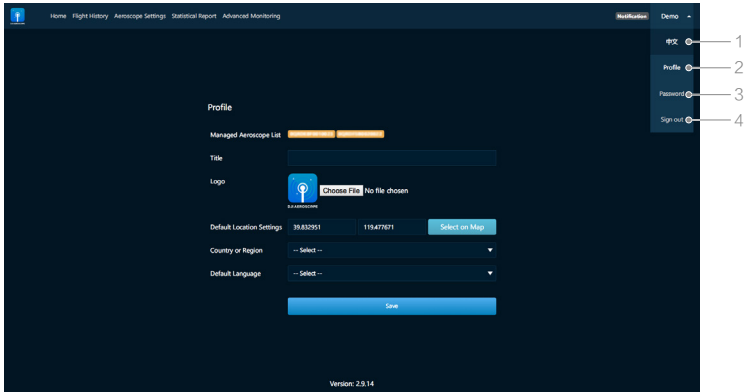 Home Flight History Aeroscope Settings Statistical Report Advanced Monitoring Notification Demo
中文 1
Profile 2
Password 3
Sign out 4
Profile
Managed Aeroscope List
Title
Logo
Choose File No file chosen
DJI AEROSCOPE
Default Location Settings 39.832951 119.477671 Select on Map
Country or Region -- Select --
Default Language -- Select --
Save
Version: 2.9.14